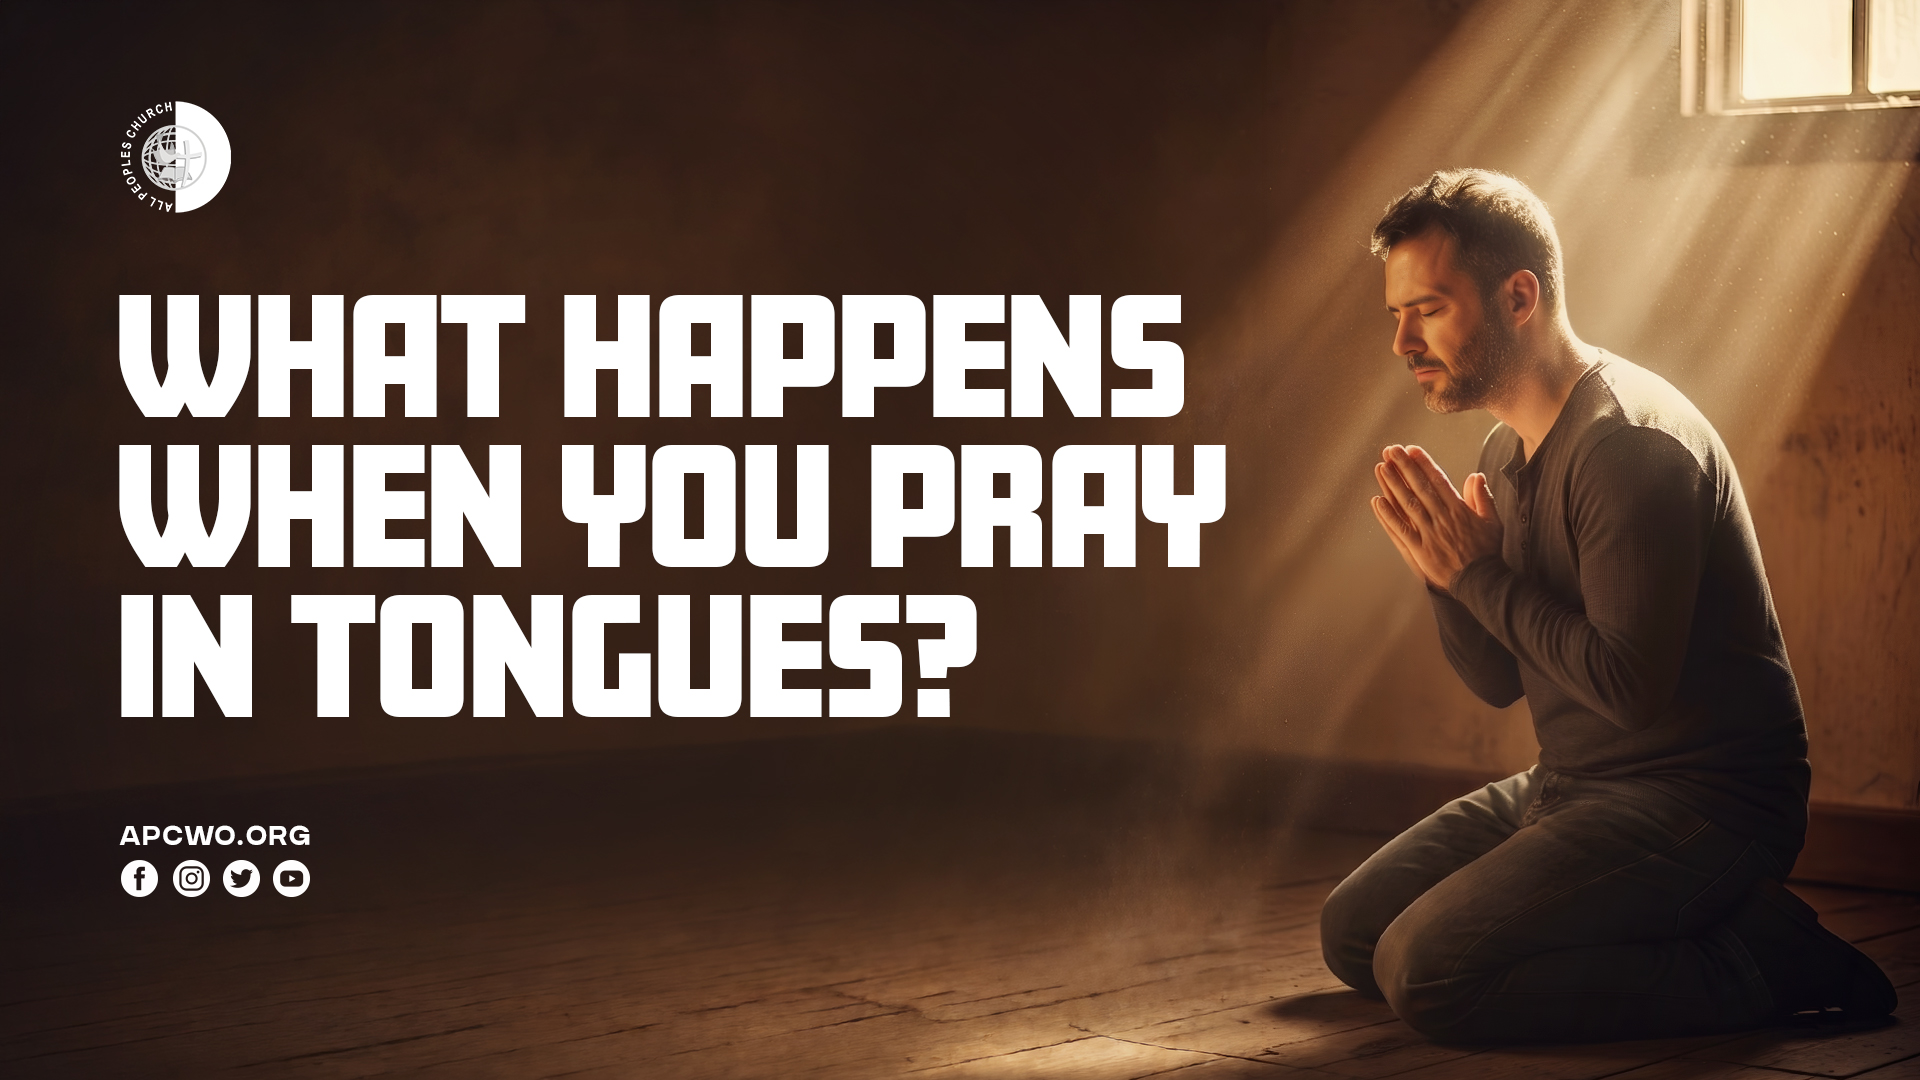 ALL PEOPLES CHURCH
WHAT HAPPENS
WHEN YOU PRAY
IN TONGUES?
APCWO.ORG